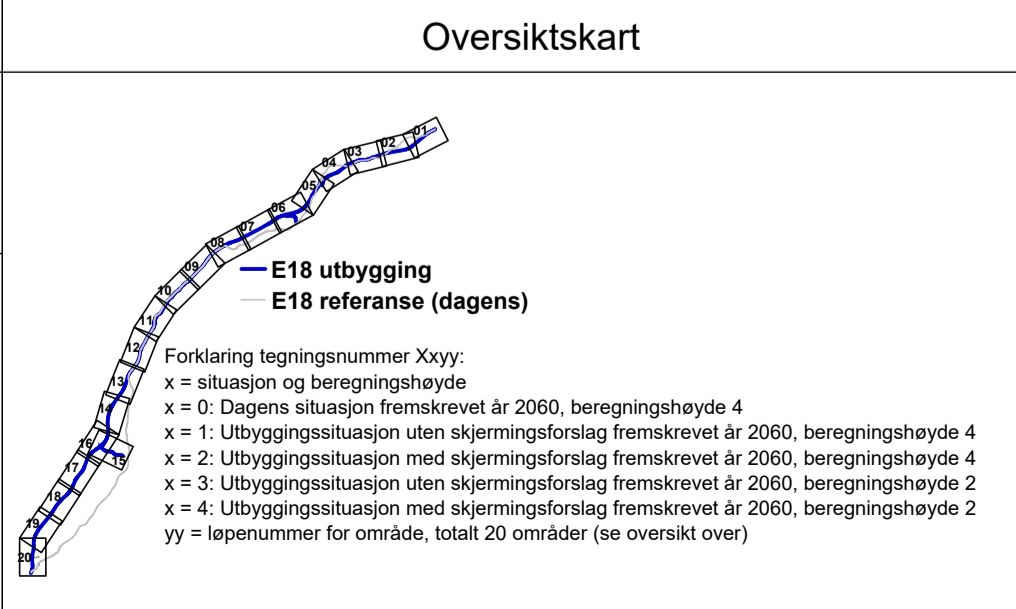 Oversiktskart
01
02
03
04
05
06
07
08
09
E18 utbygging
10
E18 referanse (dagens)
11
12
Forklaring tegningsnummer Xxyy:
13
x = situasjon og beregningshøyde
14
x = 0: Dagens situasjon fremskrevet år 2060, beregningshøyde 4
x = 1: Utbyggingssituasjon uten skjermingsforslag fremskrevet år 2060, beregningshøyde 4
16
15
x = 2: Utbyggingssituasjon med skjermingsforslag fremskrevet år 2060, beregningshøyde 4
17
x = 3: Utbyggingssituasjon uten skjermingsforslag fremskrevet år 2060, beregningshøyde 2
18
x = 4: Utbyggingssituasjon med skjermingsforslag fremskrevet år 2060, beregningshøyde 2
19
yy = løpenummer for område, totalt 20 områder (se oversikt over)
20